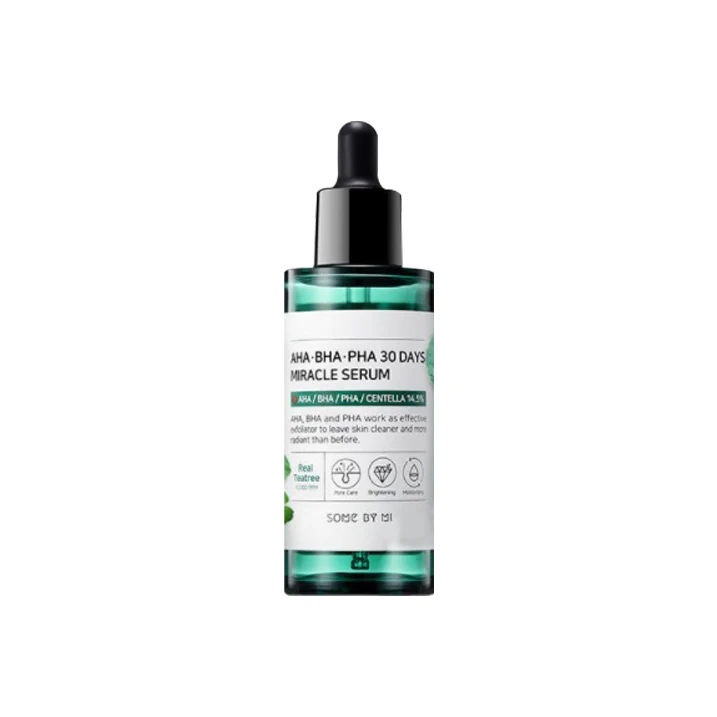 AHA·BHA·PHA 30 DAYS
MIRACLE SERUM
AHA / BHA / PHA / CENTELLA 14.5%
AHA, BHA and PHA work as effective
exfoliator to leave skin cleaner and more
radiant than before.
Real
Teatree
Pore Care
Brightening
SOME BY MI